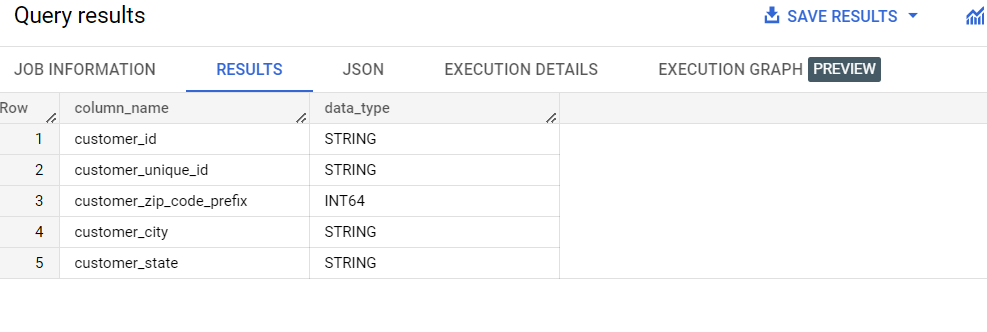 Query results
SAVE RESULTS
JOB INFORMATION RESULTS JSON EXECUTION DETAILS EXECUTION GRAPH PREVIEW
Row column_name data_type
1 customer_id STRING
2 customer_unique_id STRING
3 customer_zip_code_prefix INT64
4 customer_city STRING
5 customer_state STRING